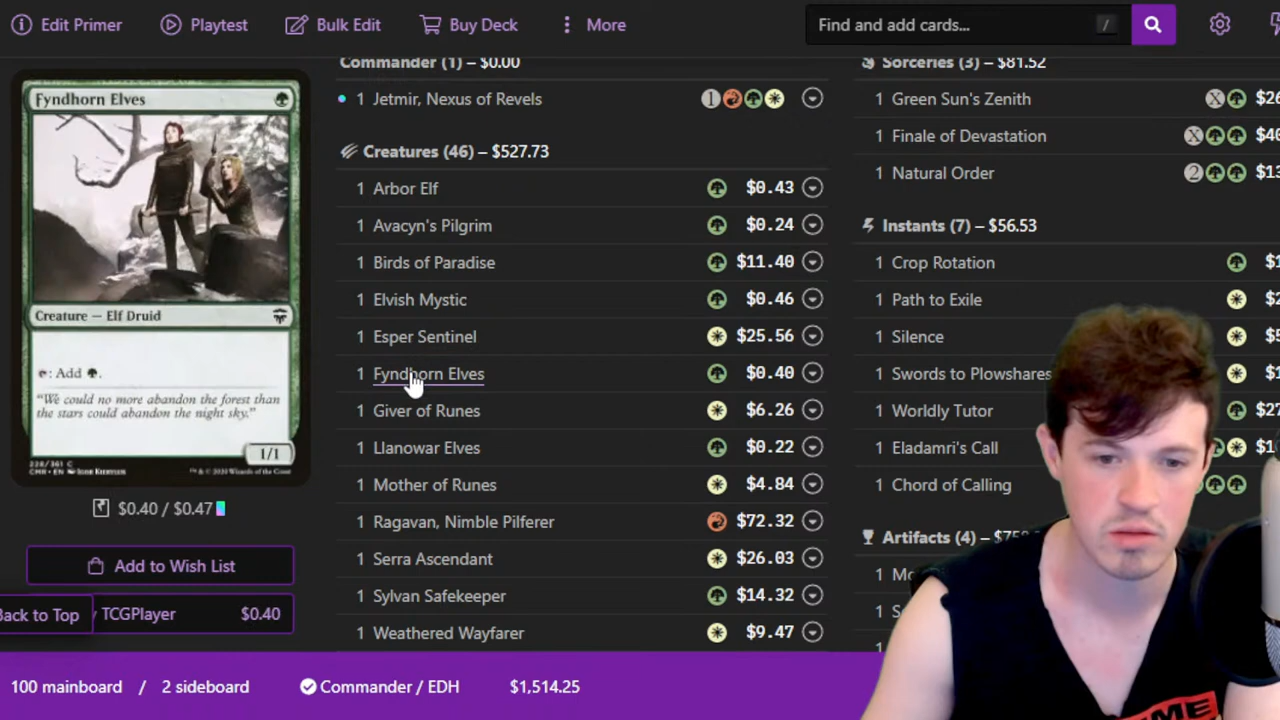 Edit Primer
Playtest
Bulk Edit
Buy Deck
More
Find and add cards... /
Fyndhorn Elves
Creature — Elf Druid
: Add .
"We could no more abandon the forest than
the stars could abandon the night sky."
1/1
$0.40 / $0.47
Add to Wish List
Back to Top
TCGPlayer $0.40
Commander (1) – $0.00
1 Jetmir, Nexus of Revels 1
Creatures (46) – $527.73
1 Arbor Elf $0.43
1 Avacyn's Pilgrim $0.24
1 Birds of Paradise $11.40
1 Elvish Mystic $0.46
1 Esper Sentinel $25.56
1 Fyndhorn Elves $0.40
1 Giver of Runes $6.26
1 Llanowar Elves $0.22
1 Mother of Runes $4.84
1 Ragavan, Nimble Pilferer $72.32
1 Serra Ascendant $26.03
1 Sylvan Safekeeper $14.32
1 Weathered Wayfarer $9.47
Sorceries (3) – $81.52
1 Green Sun's Zenith X
1 Finale of Devastation X
1 Natural Order 2
Instants (7) – $56.53
1 Crop Rotation
1 Path to Exile
1 Silence
1 Swords to Plowshares
1 Worldly Tutor
1 Eladamri's Call
1 Chord of Calling
Artifacts (4) –
100 mainboard / 2 sideboard
Commander / EDH
$1,514.25